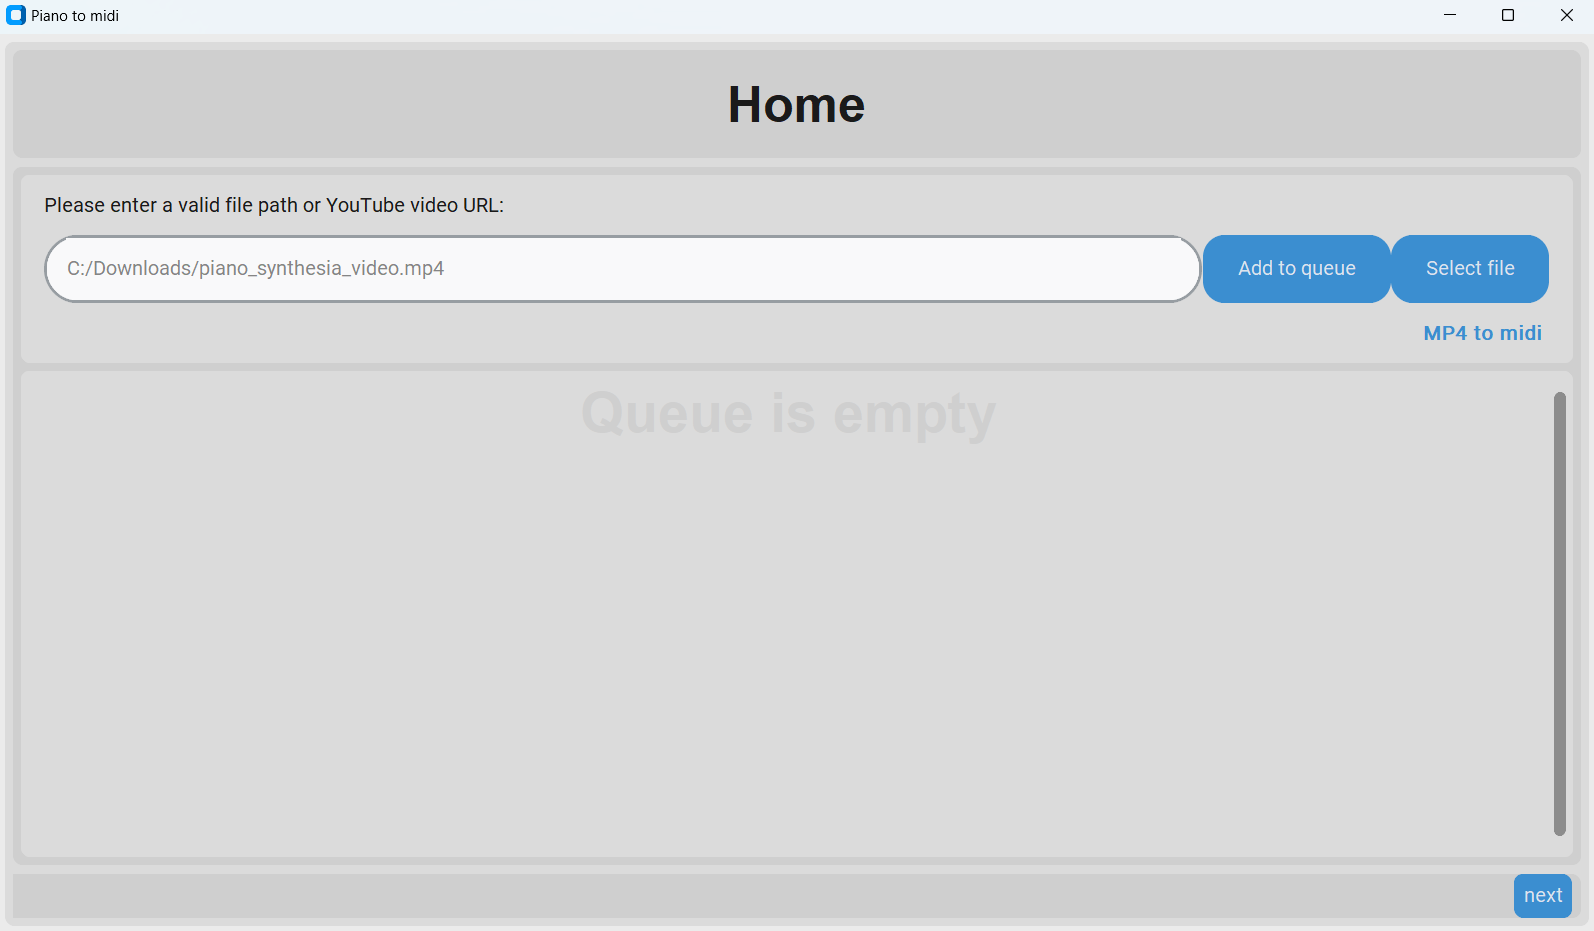 Piano to midi
Home
Please enter a valid file path or YouTube video URL:
C:/Downloads/piano_synthesia_video.mp4
Add to queue
Select file
MP4 to midi
Queue is empty
next